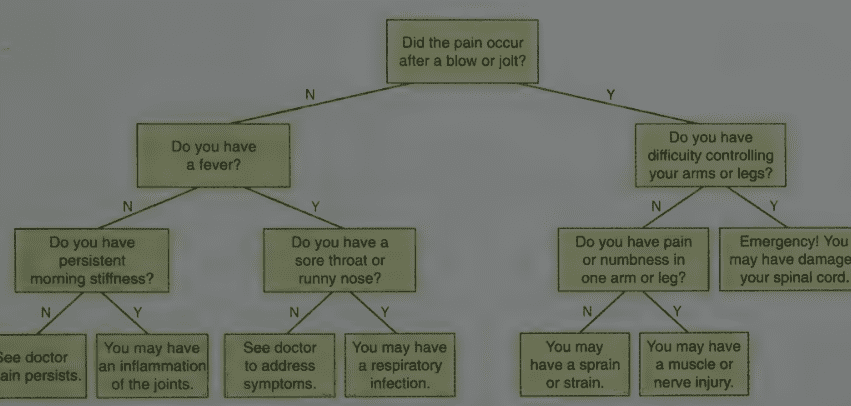 Did the pain occur
after a blow or jolt?
N
Y
Do you have
a fever?
Do you have
difficulty controlling
your arms or legs?
N
Y
N
Y
Do you have
persistent
morning stiffness?
Do you have a
sore throat or
runny nose?
Do you have pain
or numbness in
one arm or leg?
Emergency! You
may have damage
your spinal cord.
N
Y
N
Y
N
Y
See doctor
ain persists.
You may have
an inflammation
of the joints.
See doctor
to address
symptoms.
You may have
a respiratory
infection.
You may
have a sprain
or strain.
You may have
a muscle or
nerve injury.